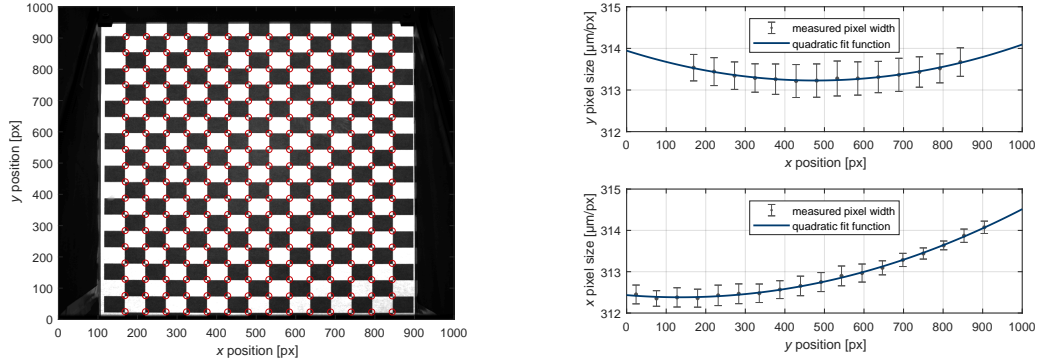 1000
900
800
700
600
500
400
300
200
100
0
y position [px]
0 100 200 300 400 500 600 700 800 900 1000
x position [px]
315
314
313
312
y pixel size [µm/px]
measured pixel width
quadratic fit function
0 100 200 300 400 500 600 700 800 900 1000
x position [px]
315
314
313
312
x pixel size [µm/px]
measured pixel width
quadratic fit function
0 100 200 300 400 500 600 700 800 900 1000
y position [px]